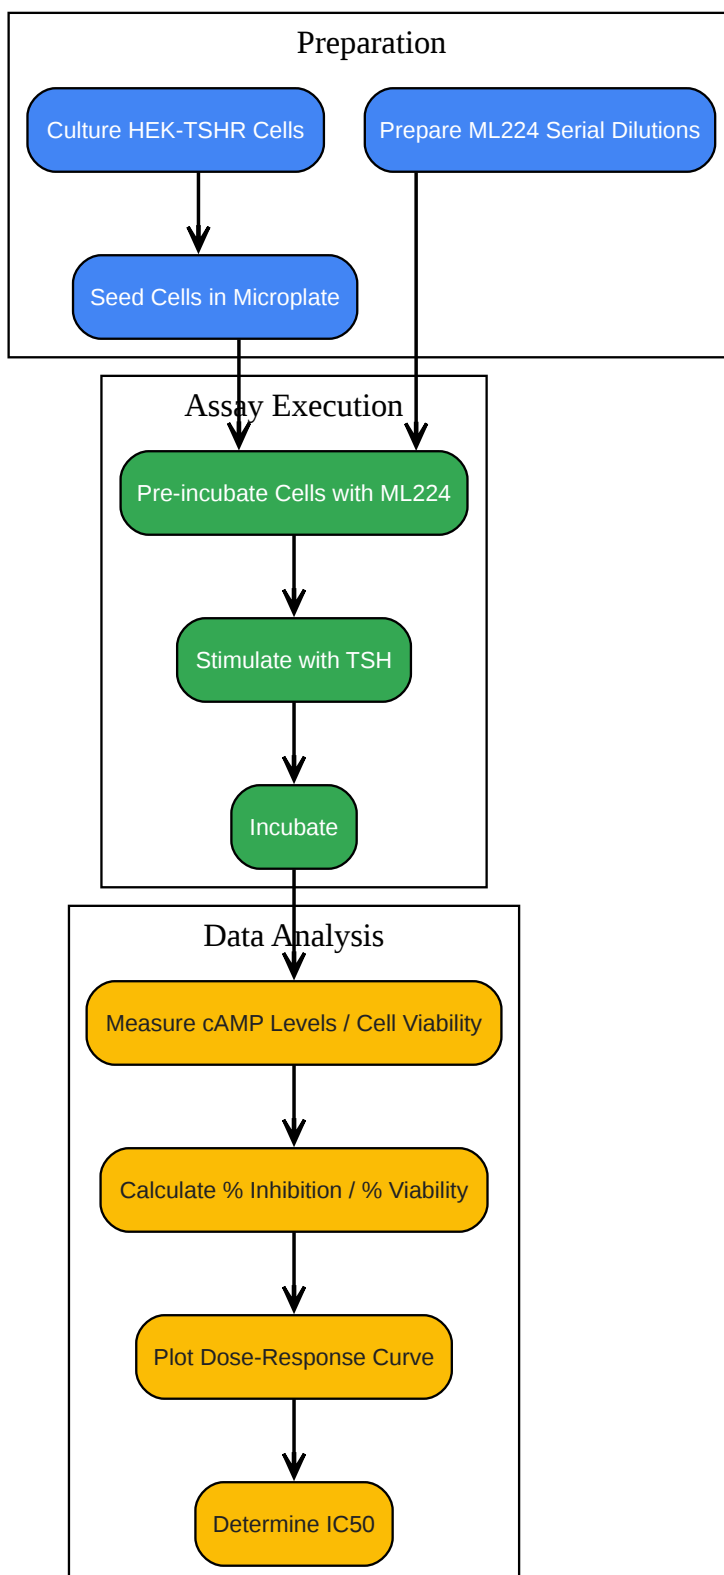 Preparation
Culture HEK-TSHR Cells
Prepare ML224 Serial Dilutions
Seed Cells in Microplate
Assay Execution
Pre-incubate Cells with ML224
Stimulate with TSH
Incubate
Data Analysis
Measure cAMP Levels / Cell Viability
Calculate % Inhibition / % Viability
Plot Dose-Response Curve
Determine IC50